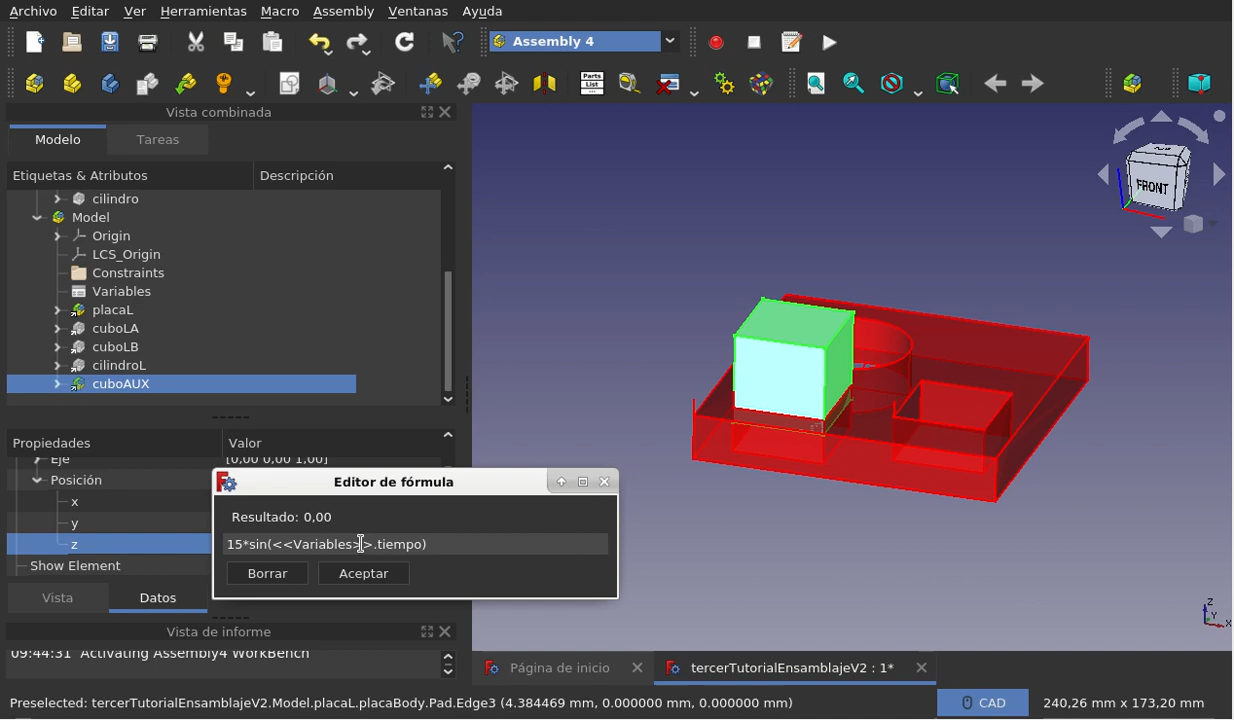 Archivo Editar Ver Herramientas Macro Assembly Ventanas Ayuda
Assembly 4
Parts List
Vista combinada
Modelo Tareas
Etiquetas & Atributos Descripción
cilindro
Model
Origin
LCS_Origin
Constraints
Variables
placaL
cuboLA
cuboLB
cilindroL
cuboAUX
Propiedades Valor
Eje [0,00 0,00 1,00]
Posición
x
y
z
Show Element
Vista Datos
Editor de fórmula
Resultado: 0,00
15*sin(<<Variables>>.tiempo)
Borrar Aceptar
FRONT
Z
Y
X
Vista de informe
09:44:31 Activating Assembly4 WorkBench
Página de inicio tercerTutorialEnsamblajeV2 : 1*
Preselected: tercerTutorialEnsamblajeV2.Model.placaL.placaBody.Pad.Edge3 (4.384469 mm, 0.000000 mm, 0.000000 mm) CAD 240,26 mm x 173,20 mm